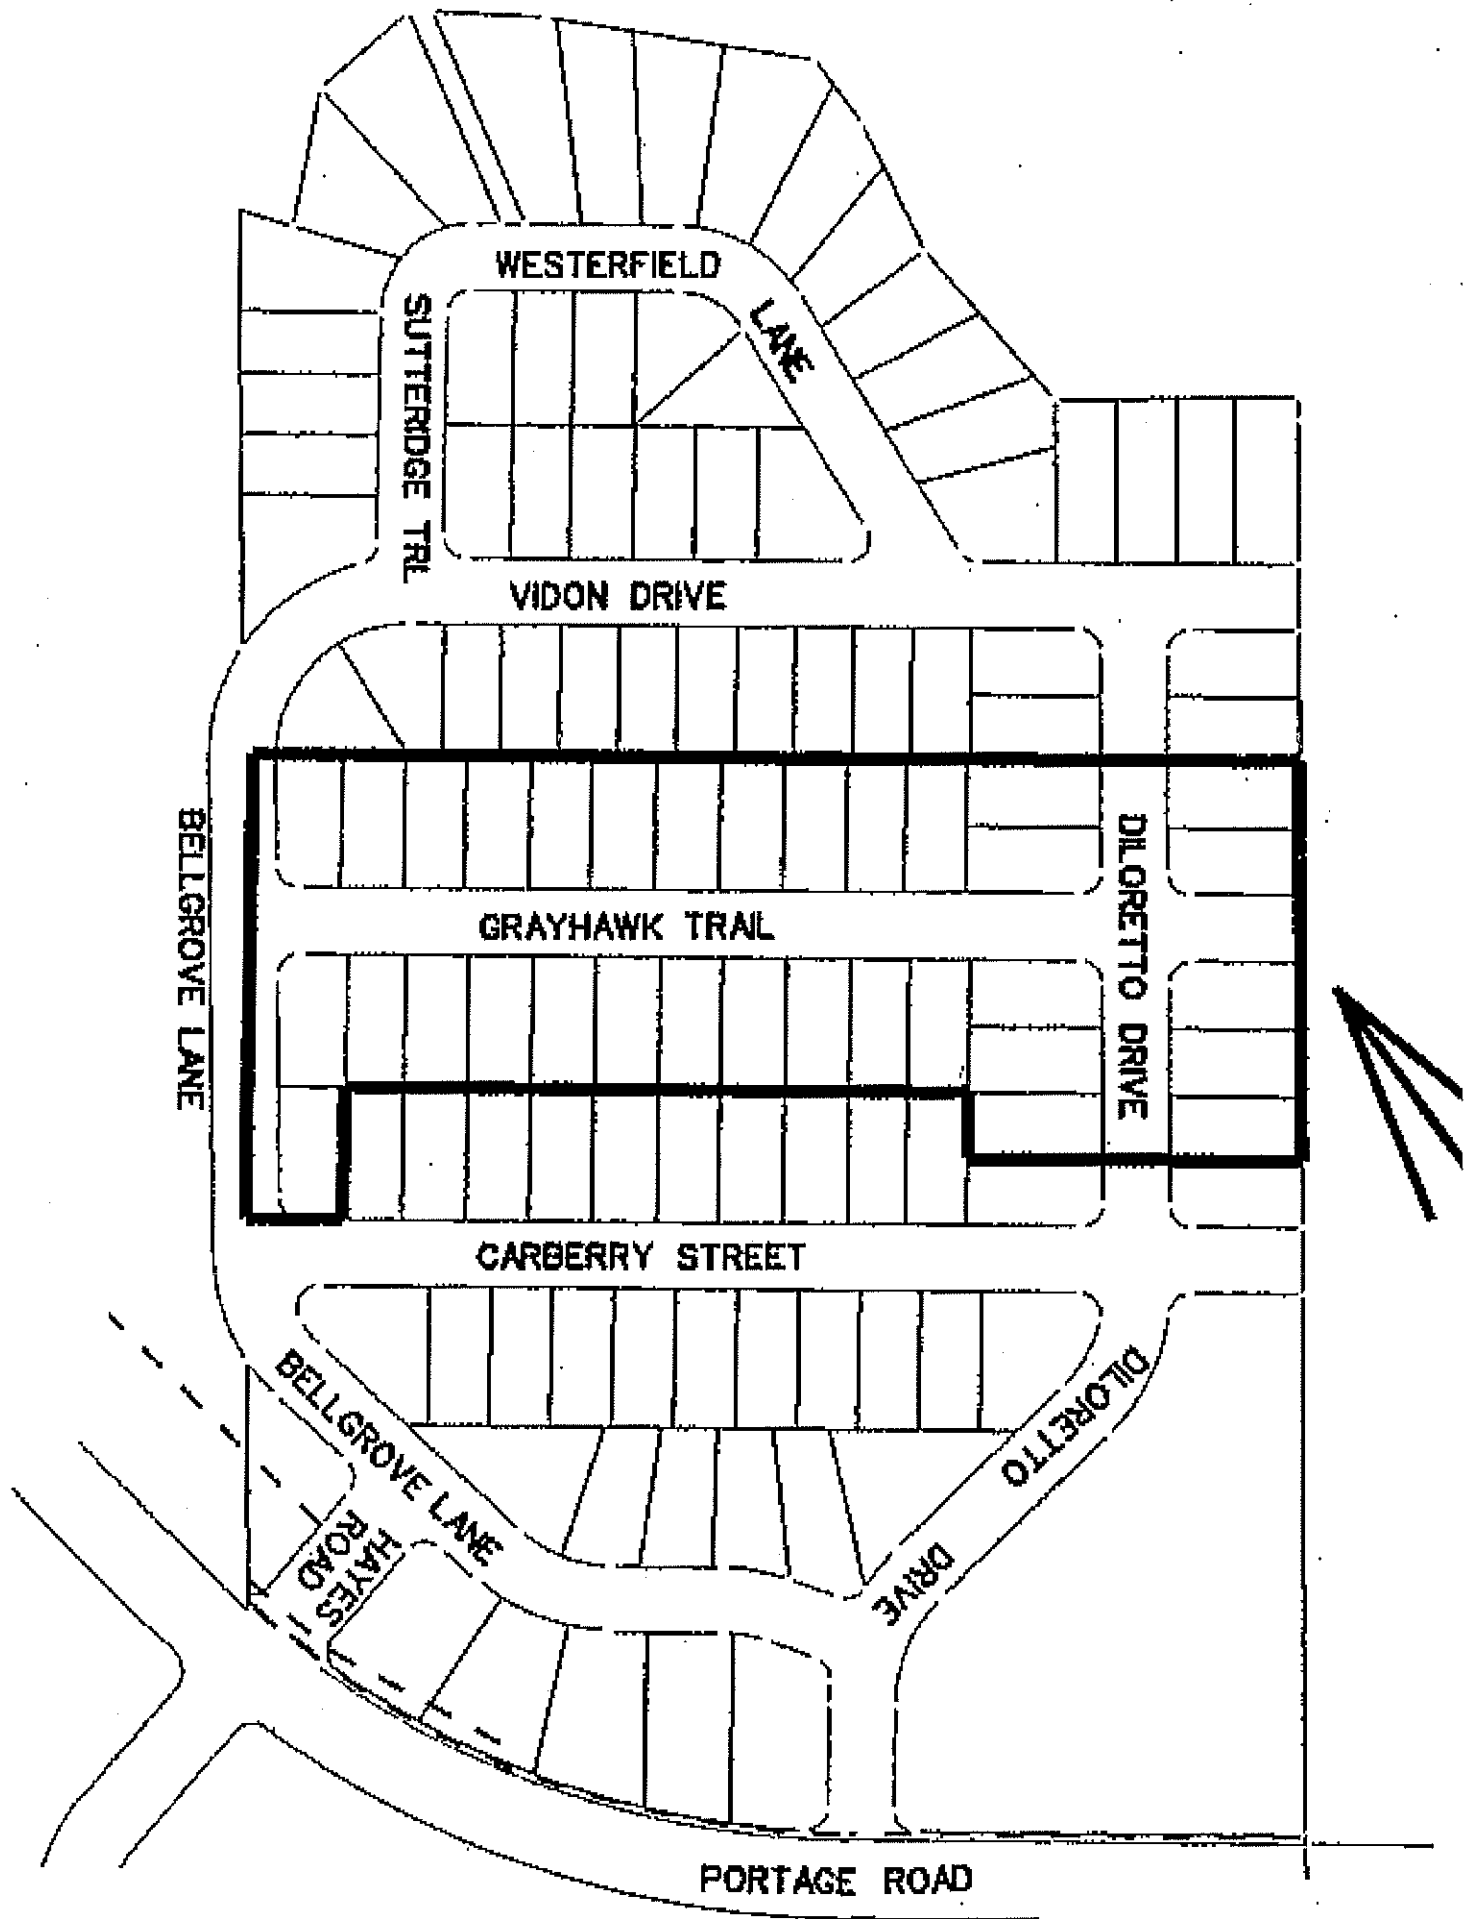 WESTERFIELD
LANE
SUTTERIDGE TRL
VIDON DRIVE
BELLGROVE LANE
DILORETTO DRIVE
GRAYHAWK TRAIL
CARBERRY STREET
BELLGROVE LANE
DILORETTO
DRIVE
HAYES
ROAD
PORTAGE ROAD